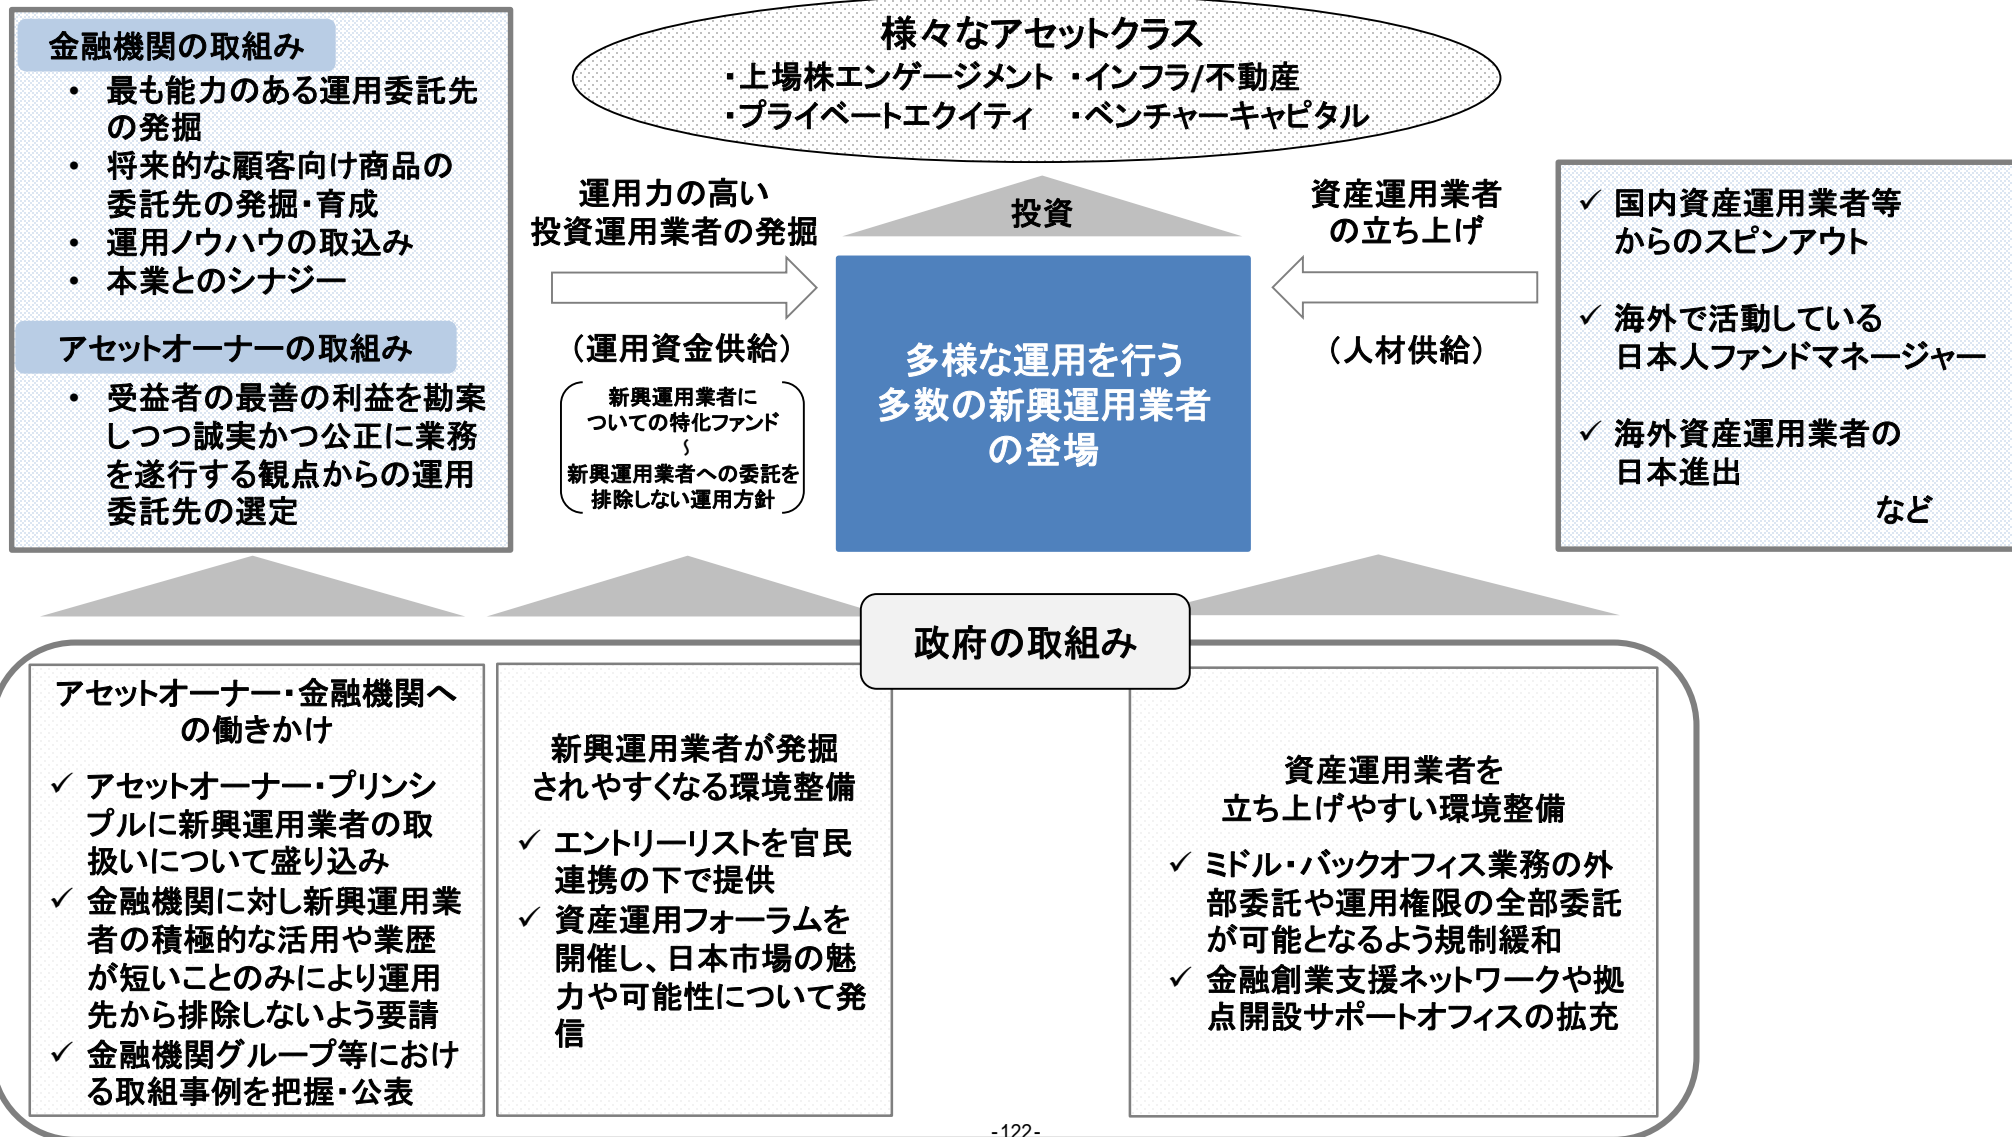 金融機関の取組み
• 最も能力のある運用委託先
の発掘
• 将来的な顧客向け商品の
委託先の発掘・育成
• 運用ノウハウの取込み
• 本業とのシナジー
アセットオーナーの取組み
• 受益者の最善の利益を勘案
しつつ誠実かつ公正に業務
を遂行する観点からの運用
委託先の選定
様々なアセットクラス
・上場株エンゲージメント ・インフラ/不動産
・プライベートエクイティ ・ベンチャーキャピタル
運用力の高い
投資運用業者の発掘
（運用資金供給）
新興運用業者に
ついての特化ファンド
～
新興運用業者への委託を
排除しない運用方針
投資
多様な運用を行う
多数の新興運用業者
の登場
資産運用業者
の立ち上げ
（人材供給）
✓ 国内資産運用業者等
からのスピンアウト
✓ 海外で活動している
日本人ファンドマネージャー
✓ 海外資産運用業者の
日本進出
など
政府の取組み
アセットオーナー・金融機関へ
の働きかけ
✓ アセットオーナー・プリンシ
プルに新興運用業者の取
扱いについて盛り込み
✓ 金融機関に対し新興運用業
者の積極的な活用や業歴
が短いことのみにより運用
先から排除しないよう要請
✓ 金融機関グループ等におけ
る取組事例を把握・公表
新興運用業者が発掘
されやすくなる環境整備
✓ エントリーリストを官民
連携の下で提供
✓ 資産運用フォーラムを
開催し、日本市場の魅
力や可能性について発
信
資産運用業者を
立ち上げやすい環境整備
✓ ミドル・バックオフィス業務の外
部委託や運用権限の全部委託
が可能となるよう規制緩和
✓ 金融創業支援ネットワークや拠
点開設サポートオフィスの拡充
-122-